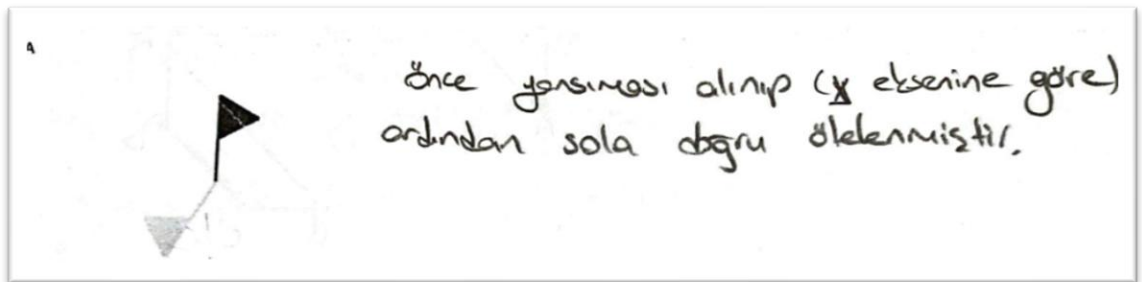 önce yansıması alınıp (x eksenine göre)
ardından sola doğru ötelenmiştir.